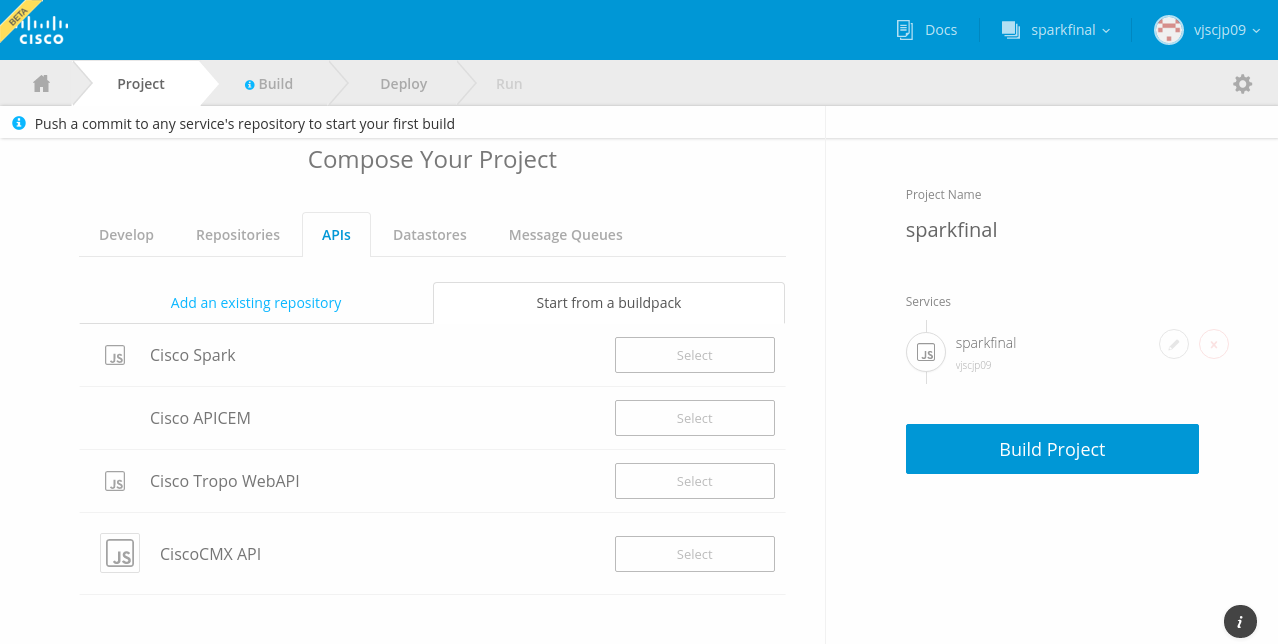 BETA
CISCO
Docs
sparkfinal
vjscjp09
Project
Build
Deploy
Run
Push a commit to any service's repository to start your first build
Compose Your Project
Develop
Repositories
APIs
Datastores
Message Queues
Add an existing repository
Start from a buildpack
JS Cisco Spark Select
Cisco APICEM Select
JS Cisco Tropo WebAPI Select
JS CiscoCMX API Select
Project Name
sparkfinal
Services
JS sparkfinal
vjscjp09
Build Project
i